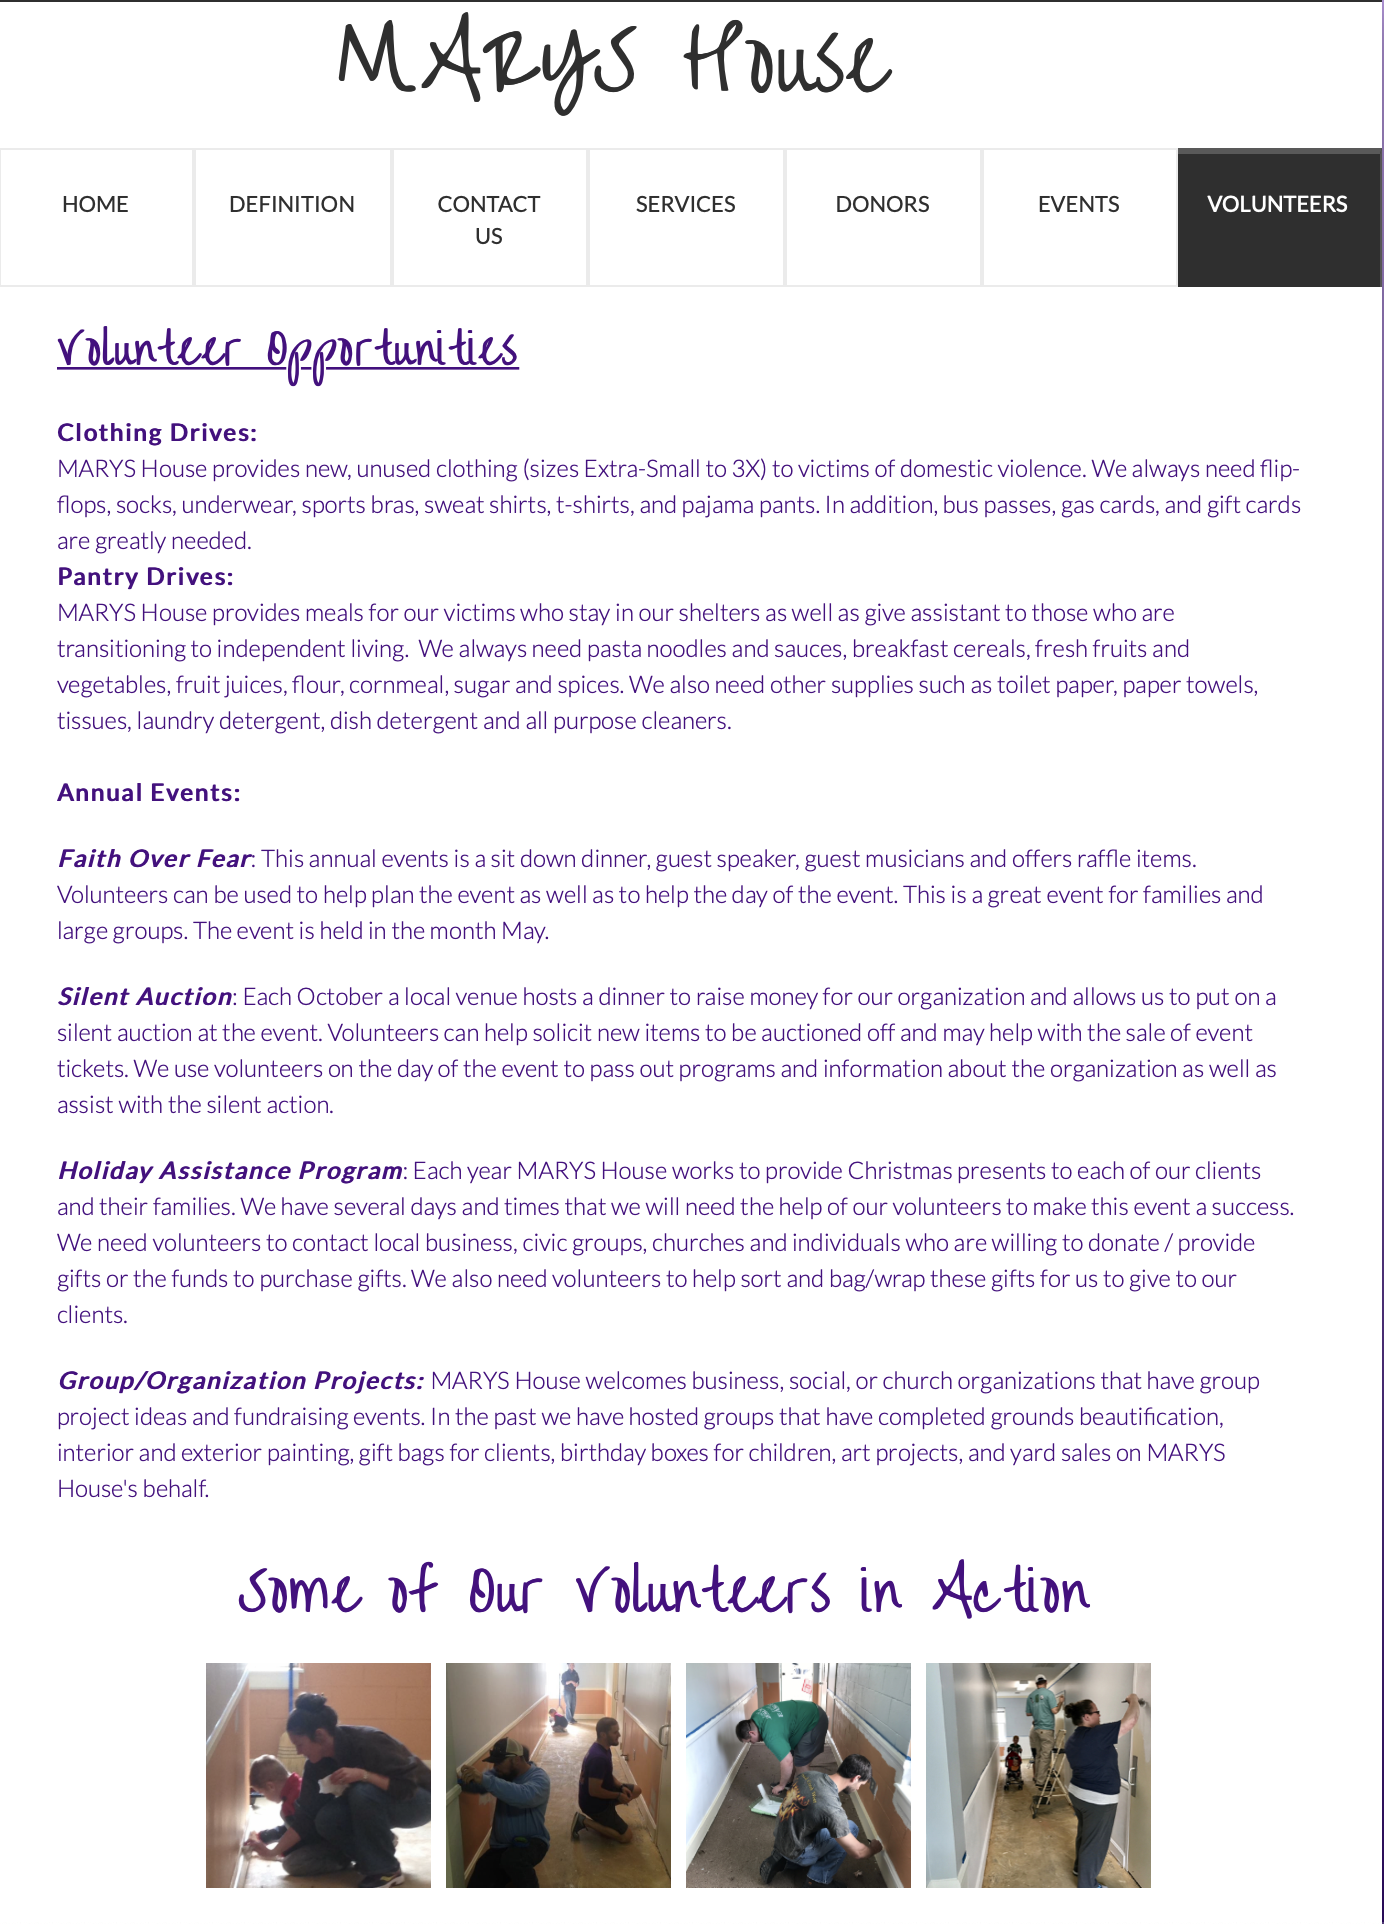 MARYS House
HOME
DEFINITION
CONTACT
US
SERVICES
DONORS
EVENTS
VOLUNTEERS
Volunteer Opportunities
Clothing Drives:
MARYS House provides new, unused clothing (sizes Extra-Small to 3X) to victims of domestic violence. We always need flip-
flops, socks, underwear, sports bras, sweat shirts, t-shirts, and pajama pants. In addition, bus passes, gas cards, and gift cards
are greatly needed.
Pantry Drives:
MARYS House provides meals for our victims who stay in our shelters as well as give assistant to those who are
transitioning to independent living.  We always need pasta noodles and sauces, breakfast cereals, fresh fruits and
vegetables, fruit juices, flour, cornmeal, sugar and spices. We also need other supplies such as toilet paper, paper towels,
tissues, laundry detergent, dish detergent and all purpose cleaners.
Annual Events:
Faith Over Fear: This annual events is a sit down dinner, guest speaker, guest musicians and offers raffle items.
Volunteers can be used to help plan the event as well as to help the day of the event. This is a great event for families and
large groups. The event is held in the month May.
Silent Auction: Each October a local venue hosts a dinner to raise money for our organization and allows us to put on a
silent auction at the event. Volunteers can help solicit new items to be auctioned off and may help with the sale of event
tickets. We use volunteers on the day of the event to pass out programs and information about the organization as well as
assist with the silent action.
Holiday Assistance Program: Each year MARYS House works to provide Christmas presents to each of our clients
and their families. We have several days and times that we will need the help of our volunteers to make this event a success.
We need volunteers to contact local business, civic groups, churches and individuals who are willing to donate / provide
gifts or the funds to purchase gifts. We also need volunteers to help sort and bag/wrap these gifts for us to give to our
clients.
Group/Organization Projects: MARYS House welcomes business, social, or church organizations that have group
project ideas and fundraising events. In the past we have hosted groups that have completed grounds beautification,
interior and exterior painting, gift bags for clients, birthday boxes for children, art projects, and yard sales on MARYS
House's behalf.
Some of Our Volunteers in Action